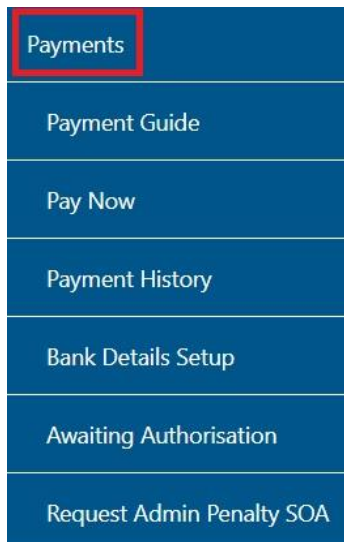 Payments
Payment Guide
Pay Now
Payment History
Bank Details Setup
Awaiting Authorisation
Request Admin Penalty SOA